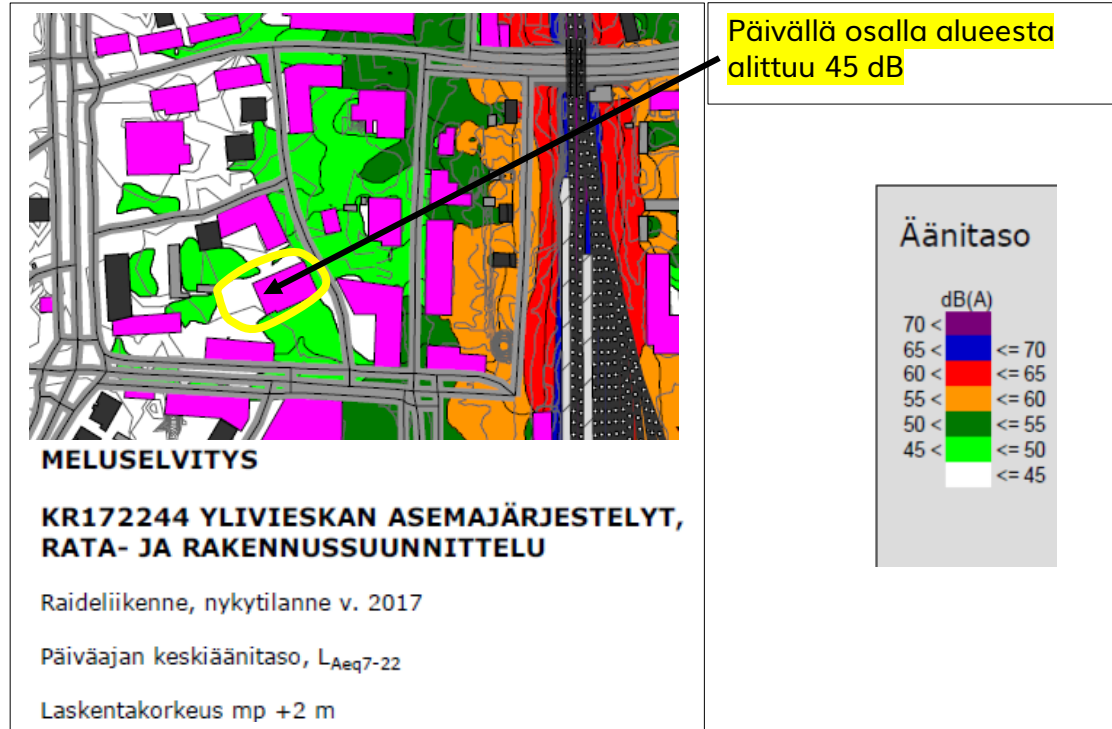 Päivällä osalla alueesta
alittuu 45 dB
Äänitaso
dB(A)
70 <
65 < <= 70
60 < <= 65
55 < <= 60
50 < <= 55
45 < <= 50
<= 45
MELUSELVITYS
KR172244 YLIVIESKAN ASEMAJÄRJESTELYT,
RATA- JA RAKENNUSSUUNNITTELU
Raideliikenne, nykytilanne v. 2017
Päiväajan keskiäänitaso, LAeq7-22
Laskentakorkeus mp +2 m